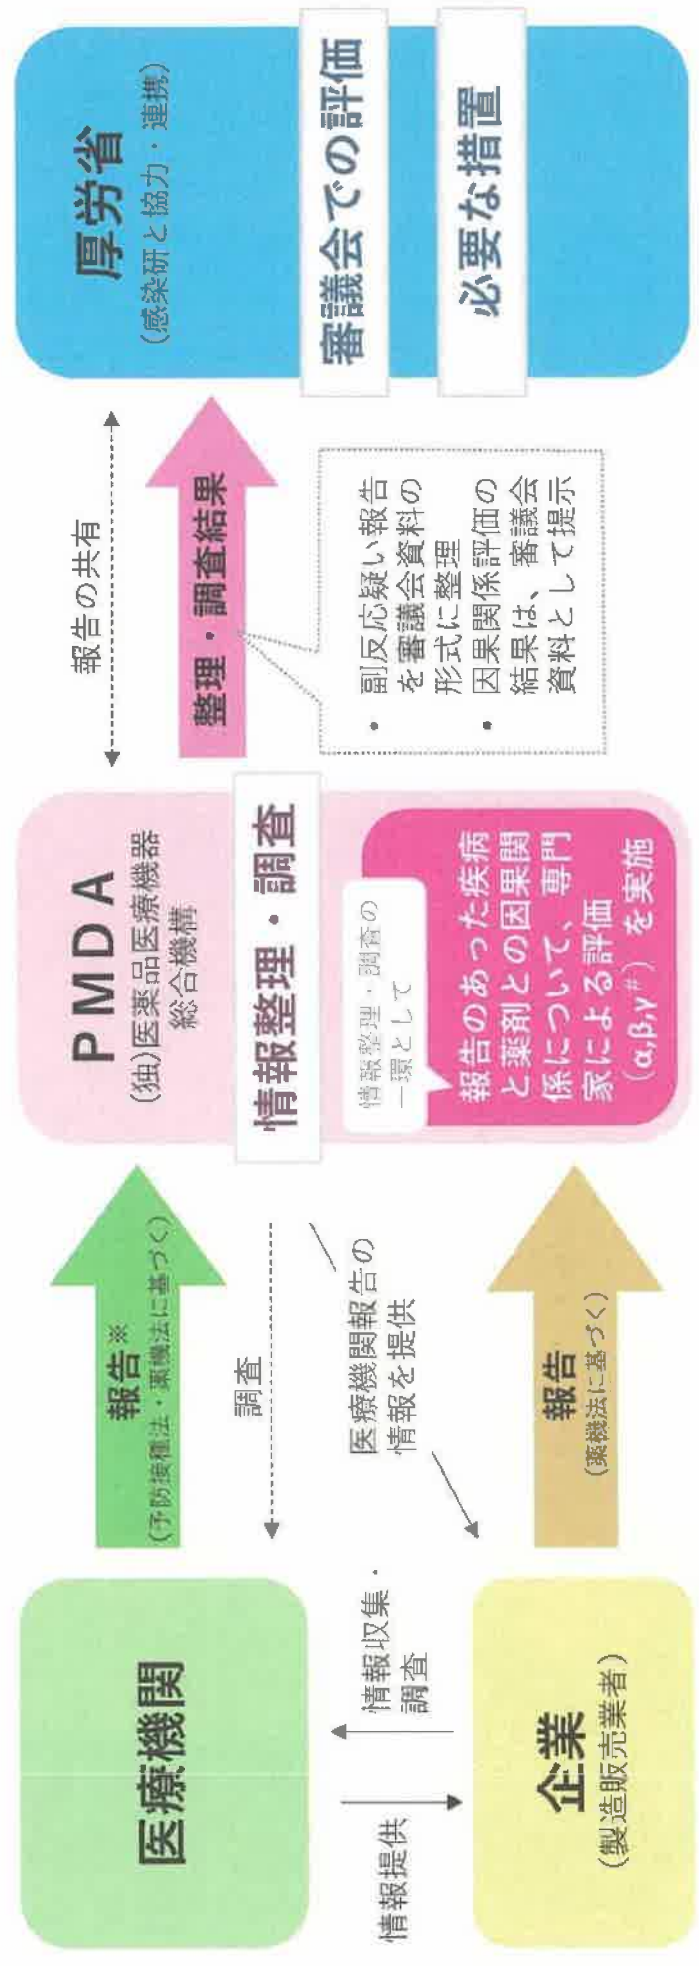 医療機関
報告※
(予防接種法・薬機法に基づく)
調査
医療機関報告の
情報を提供
情報提供
情報収集・
調査
企業
(製造販売業者)
報告
(薬機法に基づく)
PMDA
(独)医薬品医療機器
総合機構
情報整理・調査
情報整理・調査の
一環として
報告のあった疾病
と薬剤との因果関
係について、専門
家による評価
(α,β,γ#)を実施
報告の共有
整理・調査結果
• 副反応疑い報告
を審議会資料の
形式に整理
• 因果関係評価の
結果は、審議会
資料として提示
厚労省
(感染研と協力・連携)
審議会での評価
必要な措置